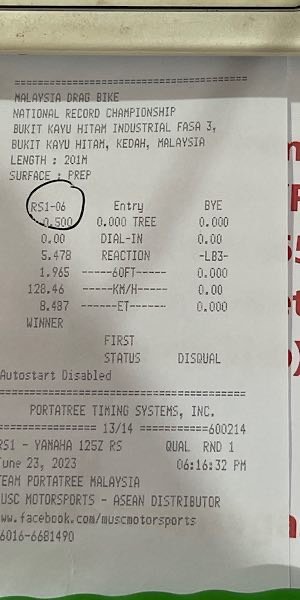 ==========================================
MALAYSIA DRAG BIKE
NATIONAL RECORD CHAMPIONSHIP
BUKIT KAYU HITAM INDUSTRIAL FASA 3,
BUKIT KAYU HITAM, KEDAH, MALAYSIA
LENGTH : 201M
SURFACE : PREP
RS1-06 Entry BYE
0.500 0.000 TREE 0.000
0.00 DIAL-IN 0.00
5.478 REACTION -LB3-
1.965 ------60FT----- 0.000
128.46 ------KM/H----- 0.00
8.487 ------ET------- 0.000
WINNER
FIRST
STATUS DISQUAL
Autostart Disabled
==========================================
PORTATREE TIMING SYSTEMS, INC.
================ 13/14 ===========600214
RS1 - YAMAHA 125Z RS QUAL RND 1
June 23, 2023 06:16:32 PM
TEAM PORTATREE MALAYSIA
MUSC MOTORSPORTS - ASEAN DISTRIBUTOR
www.facebook.com/muscmotorsports
6016-6681490